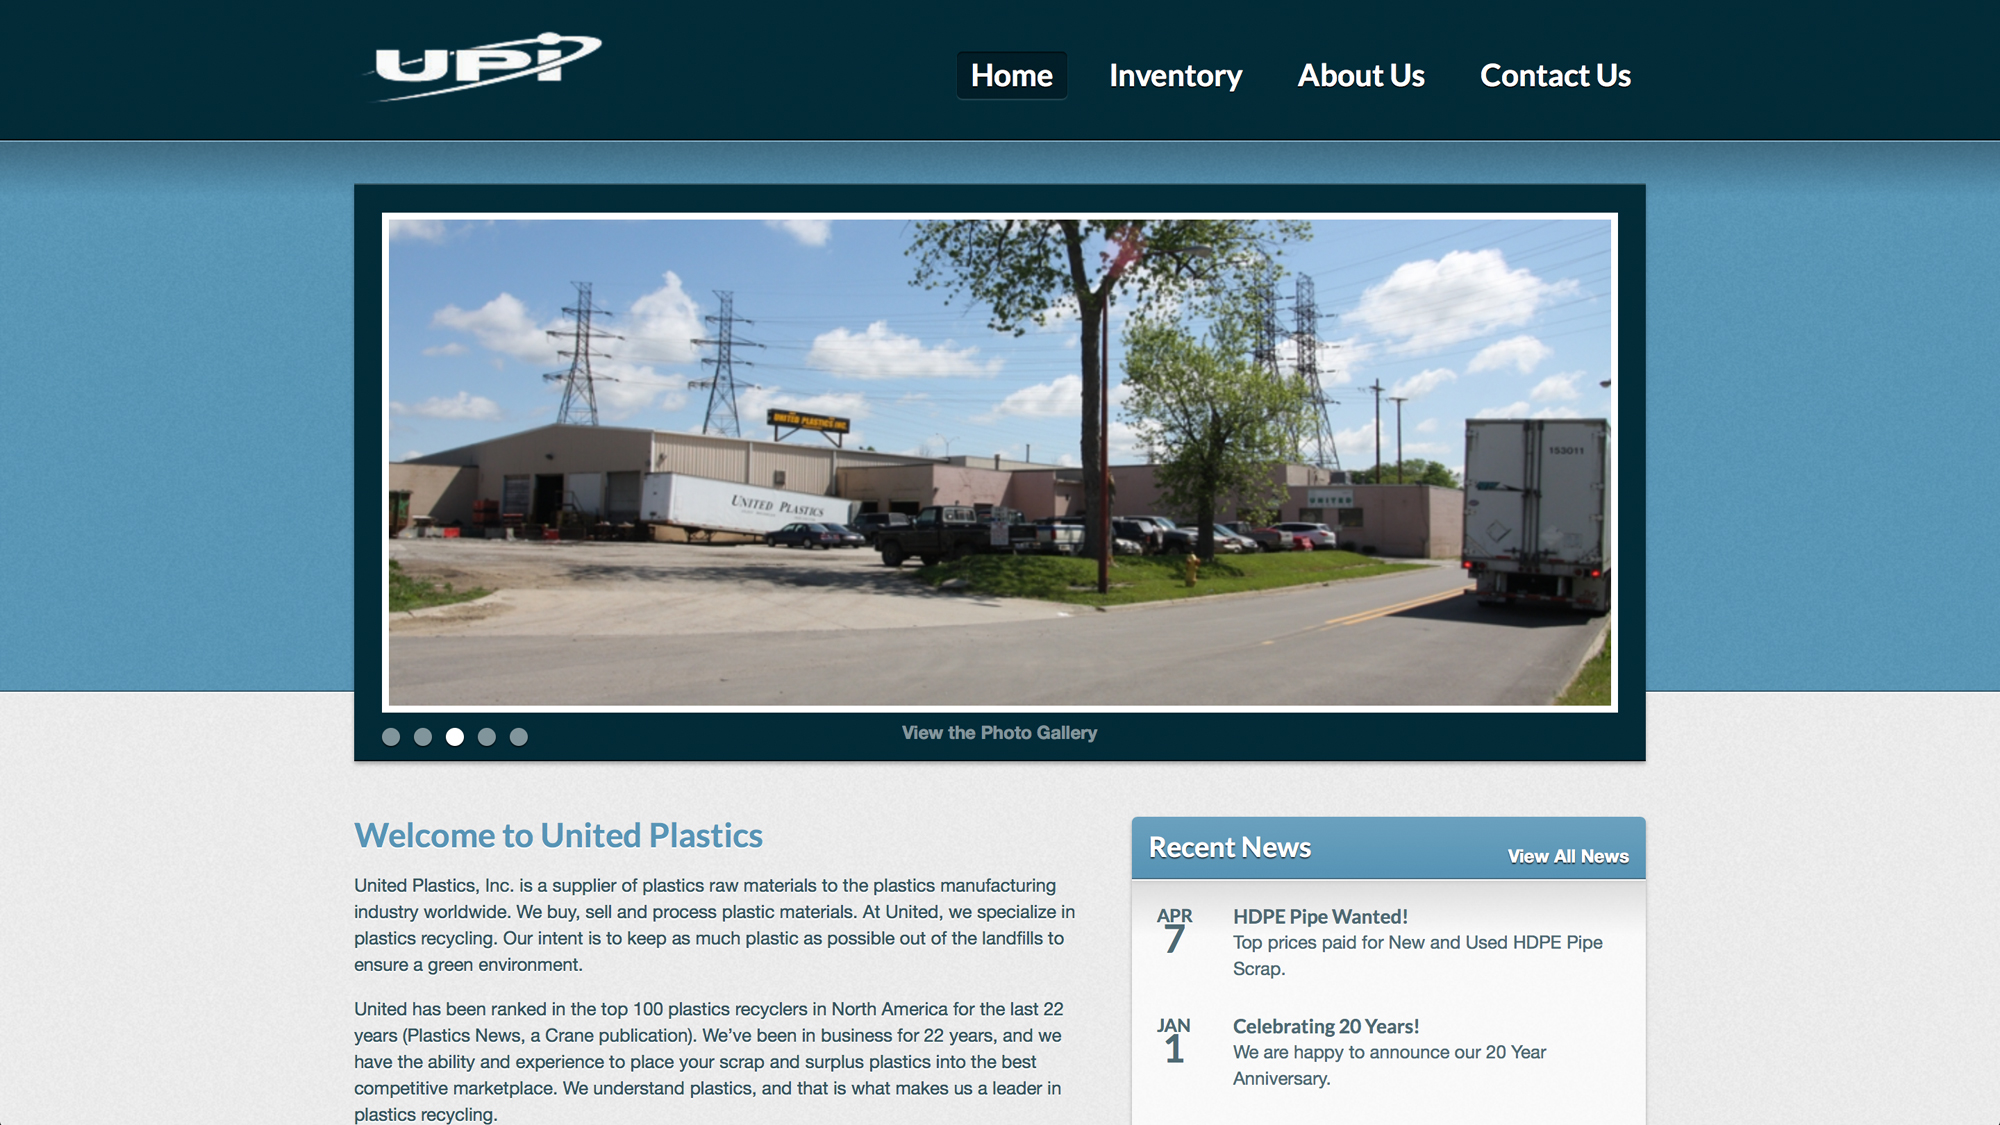 UPi
Home
Inventory
About Us
Contact Us
UNITED PLASTICS INC.
UNITED PLASTICS
UNITED
153011
View the Photo Gallery
Welcome to United Plastics
United Plastics, Inc. is a supplier of plastics raw materials to the plastics manufacturing
industry worldwide. We buy, sell and process plastic materials. At United, we specialize in
plastics recycling. Our intent is to keep as much plastic as possible out of the landfills to
ensure a green environment.
United has been ranked in the top 100 plastics recyclers in North America for the last 22
years (Plastics News, a Crane publication). We’ve been in business for 22 years, and we
have the ability and experience to place your scrap and surplus plastics into the best
competitive marketplace. We understand plastics, and that is what makes us a leader in
plastics recycling.
Recent News
View All News
APR
7
HDPE Pipe Wanted!
Top prices paid for New and Used HDPE Pipe
Scrap.
JAN
1
Celebrating 20 Years!
We are happy to announce our 20 Year
Anniversary.